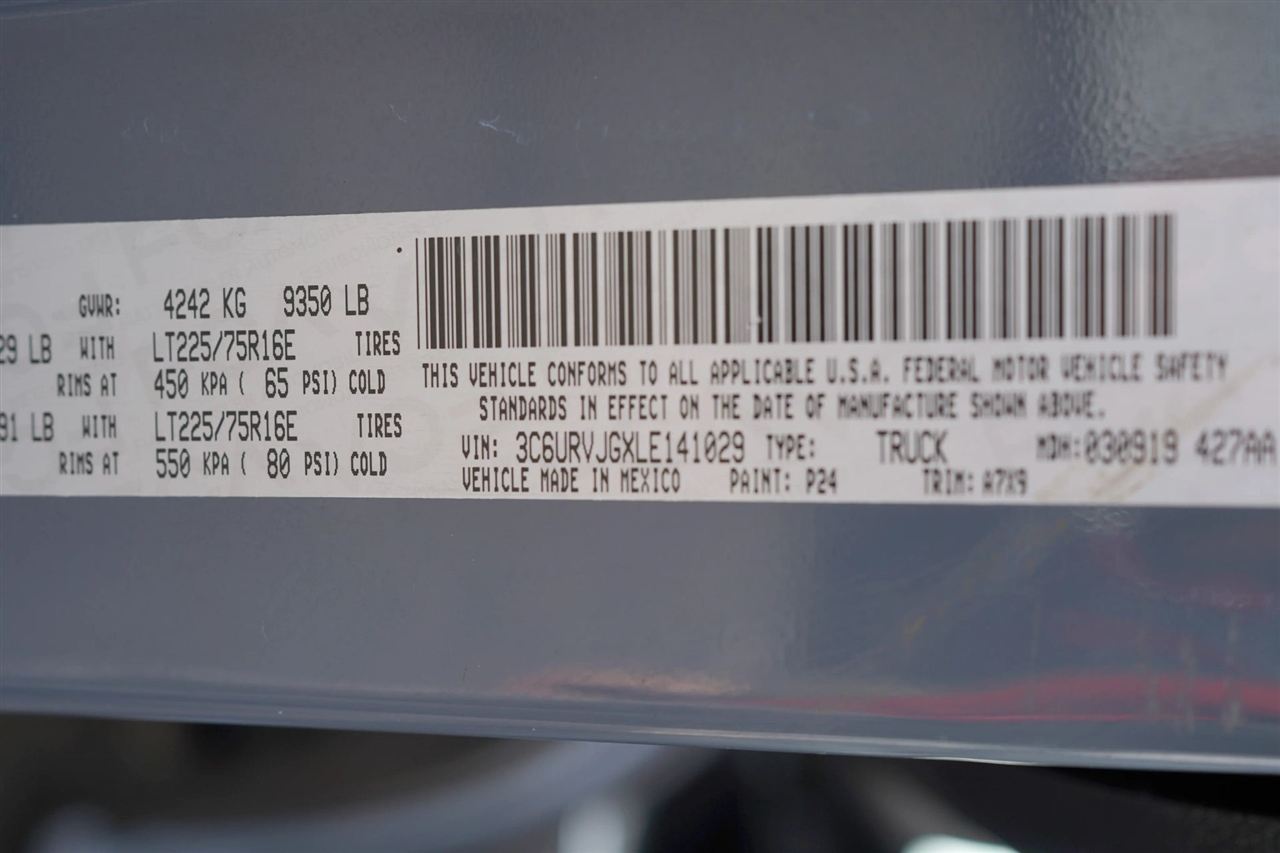 GVWR: 4242 KG 9350 LB
29 LB WITH LT225/75R16E TIRES
RIMS AT 450 KPA ( 65 PSI) COLD
91 LB WITH LT225/75R16E TIRES
RIMS AT 550 KPA ( 80 PSI) COLD
THIS VEHICLE CONFORMS TO ALL APPLICABLE U.S.A. FEDERAL MOTOR VEHICLE SAFETY
STANDARDS IN EFFECT ON THE DATE OF MANUFACTURE SHOWN ABOVE.
VIN: 3C6URVJGXLE141029 TYPE: TRUCK MDH:030919 427AA
VEHICLE MADE IN MEXICO PAINT: P24 TRIM: A7X9